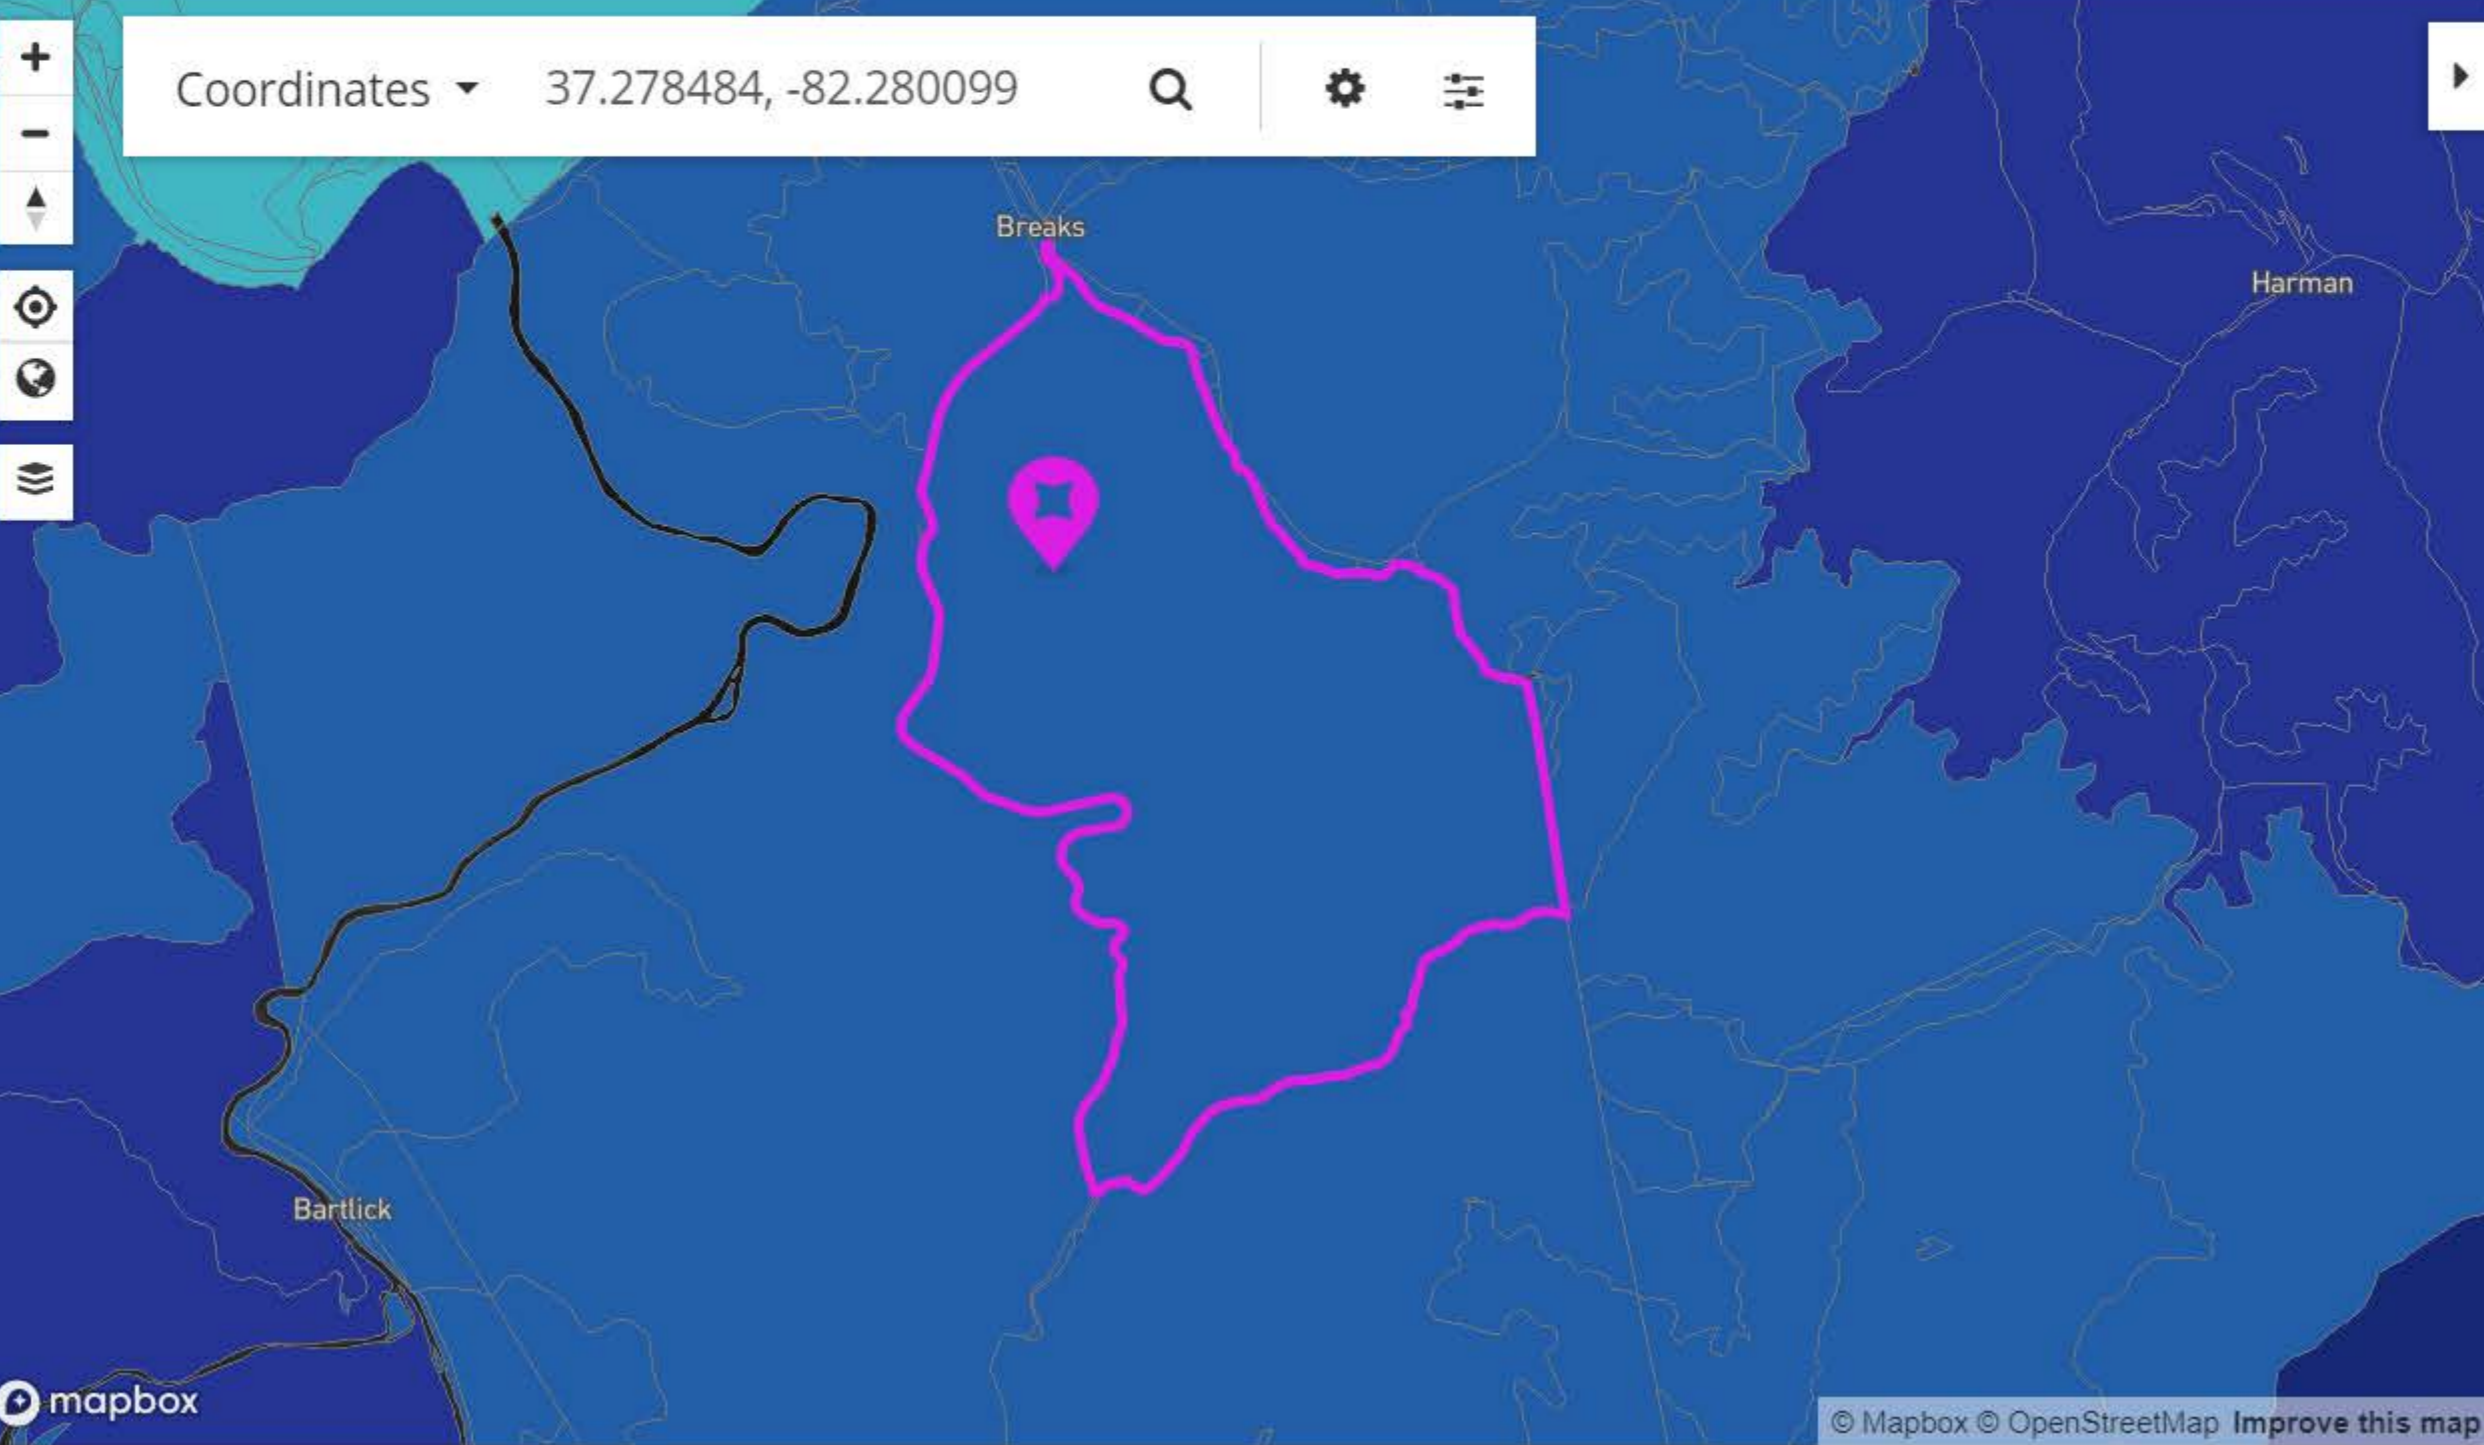 Coordinates 37.278484, -82.280099
Breaks
Harman
Bartlick
mapbox
© Mapbox © OpenStreetMap Improve this map